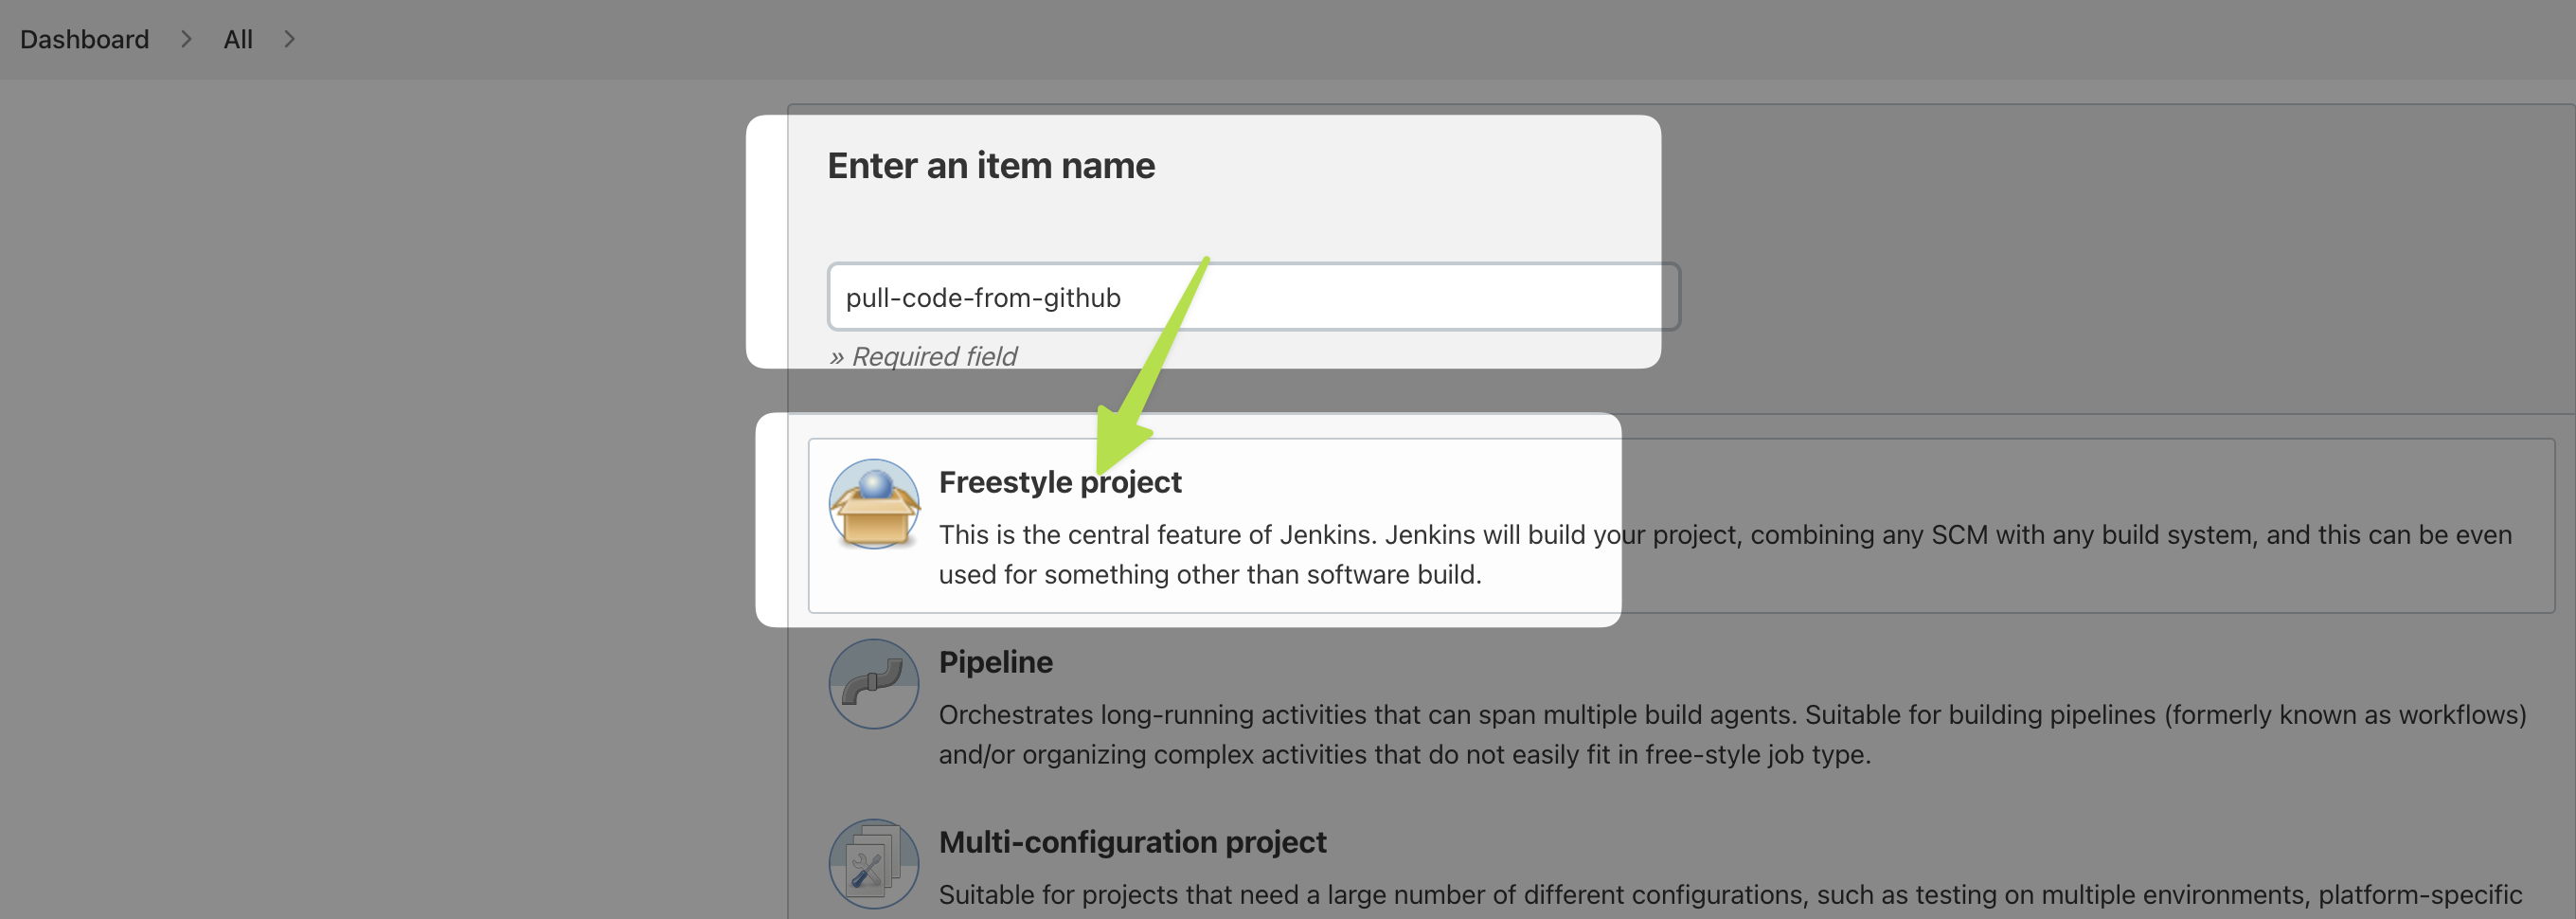 Dashboard > All >
Enter an item name
pull-code-from-github
» Required field
Freestyle project
This is the central feature of Jenkins. Jenkins will build your project, combining any SCM with any build system, and this can be even
used for something other than software build.
Pipeline
Orchestrates long-running activities that can span multiple build agents. Suitable for building pipelines (formerly known as workflows)
and/or organizing complex activities that do not easily fit in free-style job type.
Multi-configuration project
Suitable for projects that need a large number of different configurations, such as testing on multiple environments, platform-specific